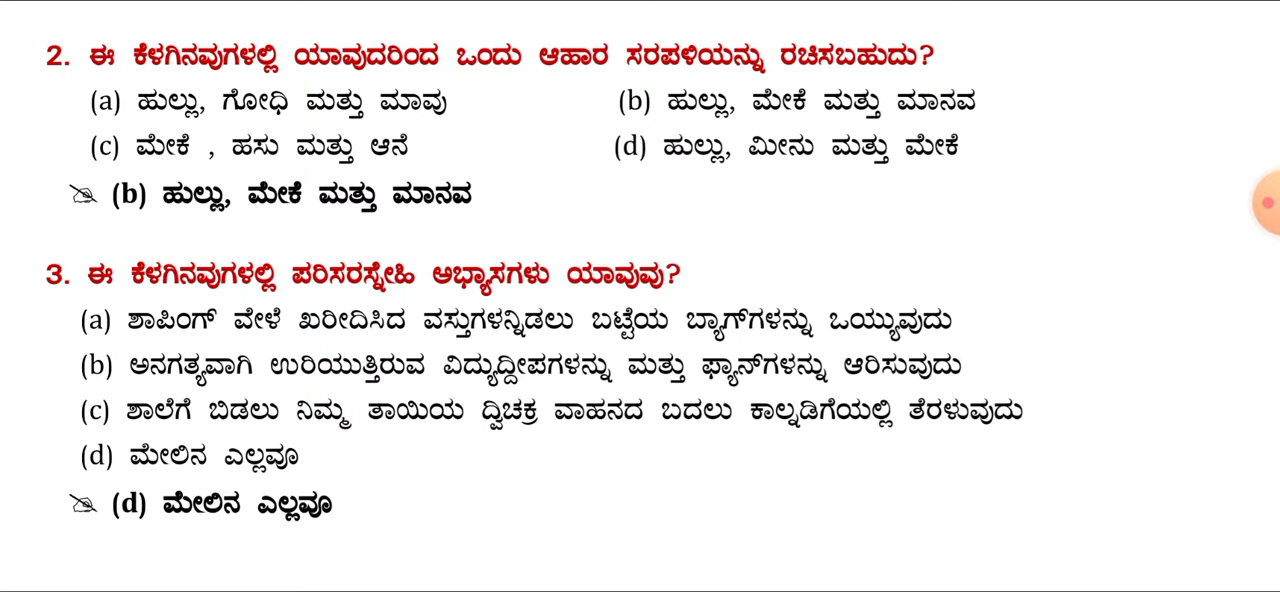 2. ಈ ಕೆಳಗಿನವುಗಳಲ್ಲಿ ಯಾವುದರಿಂದ ಒಂದು ಆಹಾರ ಸರಪಳಿಯನ್ನು ರಚಿಸಬಹುದು?
(a) ಹುಲ್ಲು, ಗೋಧಿ ಮತ್ತು ಮಾವು (b) ಹುಲ್ಲು, ಮೇಕೆ ಮತ್ತು ಮಾನವ
(c) ಮೇಕೆ , ಹಸು ಮತ್ತು ಆನೆ (d) ಹುಲ್ಲು, ಮೀನು ಮತ್ತು ಮೇಕೆ
(b) ಹುಲ್ಲು, ಮೇಕೆ ಮತ್ತು ಮಾನವ
3. ಈ ಕೆಳಗಿನವುಗಳಲ್ಲಿ ಪರಿಸರಸ್ನೇಹಿ ಅಭ್ಯಾಸಗಳು ಯಾವುವು?
(a) ಶಾಪಿಂಗ್ ವೇಳೆ ಖರೀದಿಸಿದ ವಸ್ತುಗಳನ್ನಿಡಲು ಬಟ್ಟೆಯ ಬ್ಯಾಗ್‌ಗಳನ್ನು ಒಯ್ಯುವುದು
(b) ಅನಗತ್ಯವಾಗಿ ಉರಿಯುತ್ತಿರುವ ವಿದ್ಯುದ್ದೀಪಗಳನ್ನು ಮತ್ತು ಫ್ಯಾನ್‌ಗಳನ್ನು ಆರಿಸುವುದು
(c) ಶಾಲೆಗೆ ಬಿಡಲು ನಿಮ್ಮ ತಾಯಿಯ ದ್ವಿಚಕ್ರ ವಾಹನದ ಬದಲು ಕಾಲ್ನಡಿಗೆಯಲ್ಲಿ ತೆರಳುವುದು
(d) ಮೇಲಿನ ಎಲ್ಲವೂ
(d) ಮೇಲಿನ ಎಲ್ಲವೂ